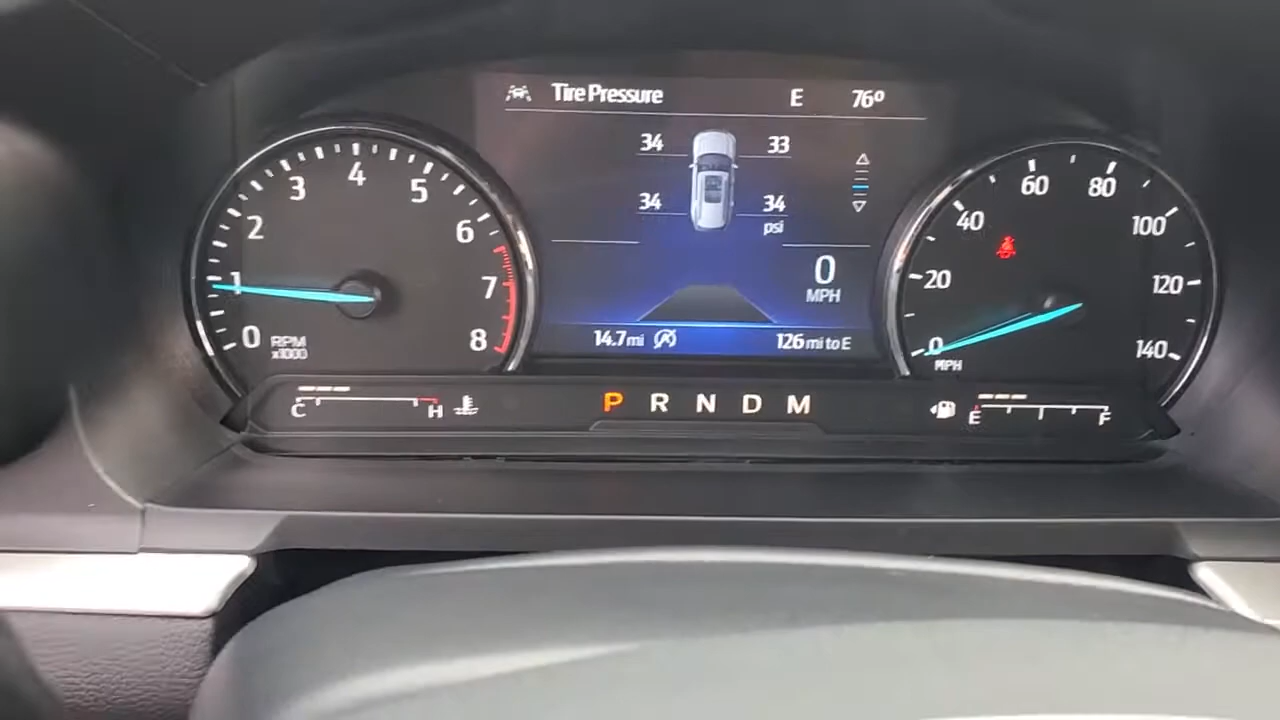 Tire Pressure E 76º
34 33
34 34
psi
0
MPH
14.7 mi 126 mi to E
0 1 2 3 4 5 6 7 8
RPM
x1000
0 20 40 60 80 100 120 140
MPH
C H
P R N D M
E F